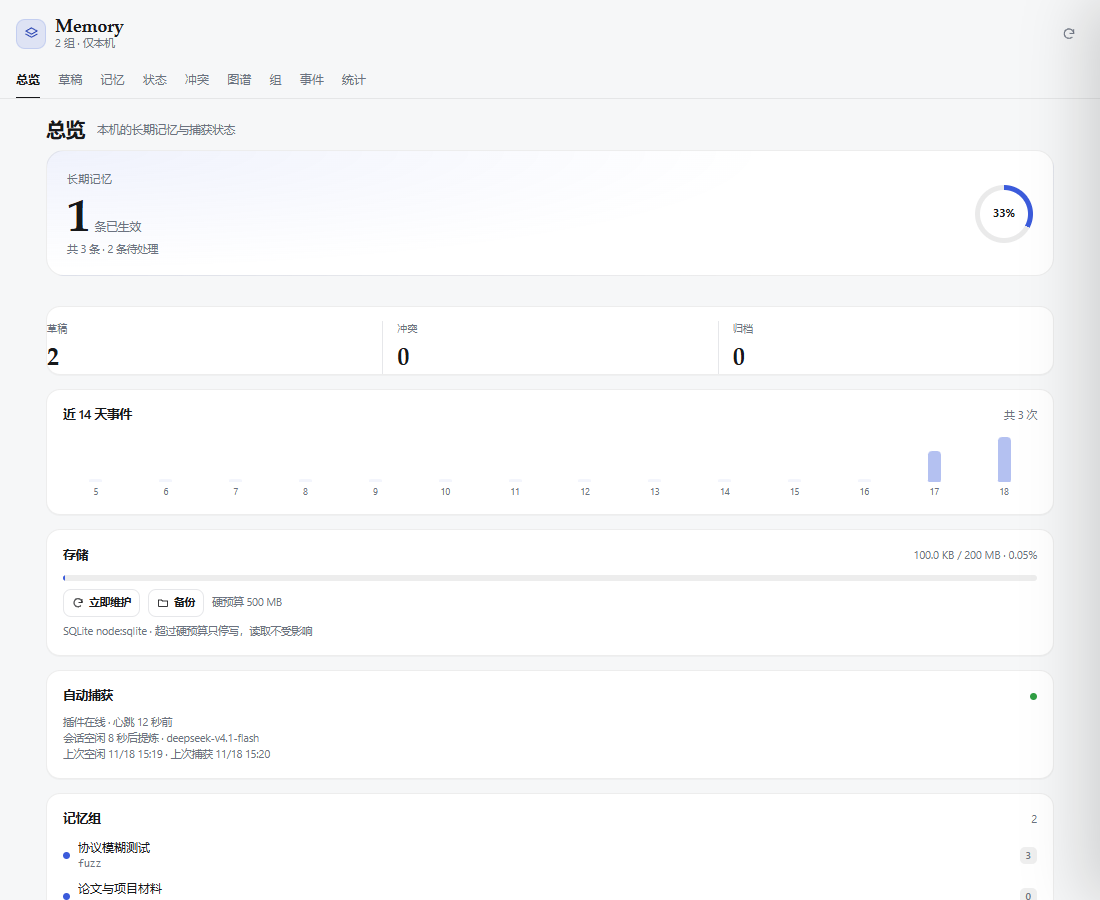 Memory
2 组 · 仅本机
总览 草稿 记忆 状态 冲突 图谱 组 事件 统计
总览 本机的长期记忆与捕获状态
长期记忆
1 条已生效
共 3 条 · 2 条待处理
33%
草稿 冲突 归档
2 0 0
近 14 天事件 共 3 次
5 6 7 8 9 10 11 12 13 14 15 16 17 18
存储 100.0 KB / 200 MB · 0.05%
立即维护 备份 硬预算 500 MB
SQLite node:sqlite · 超过硬预算只停写，读取不受影响
自动捕获
插件在线 · 心跳 12 秒前
会话空闲 8 秒后提炼 · deepseek-v4.1-flash
上次空闲 11/18 15:19 · 上次捕获 11/18 15:20
记忆组 2
协议模糊测试
fuzz 3
论文与项目材料
0